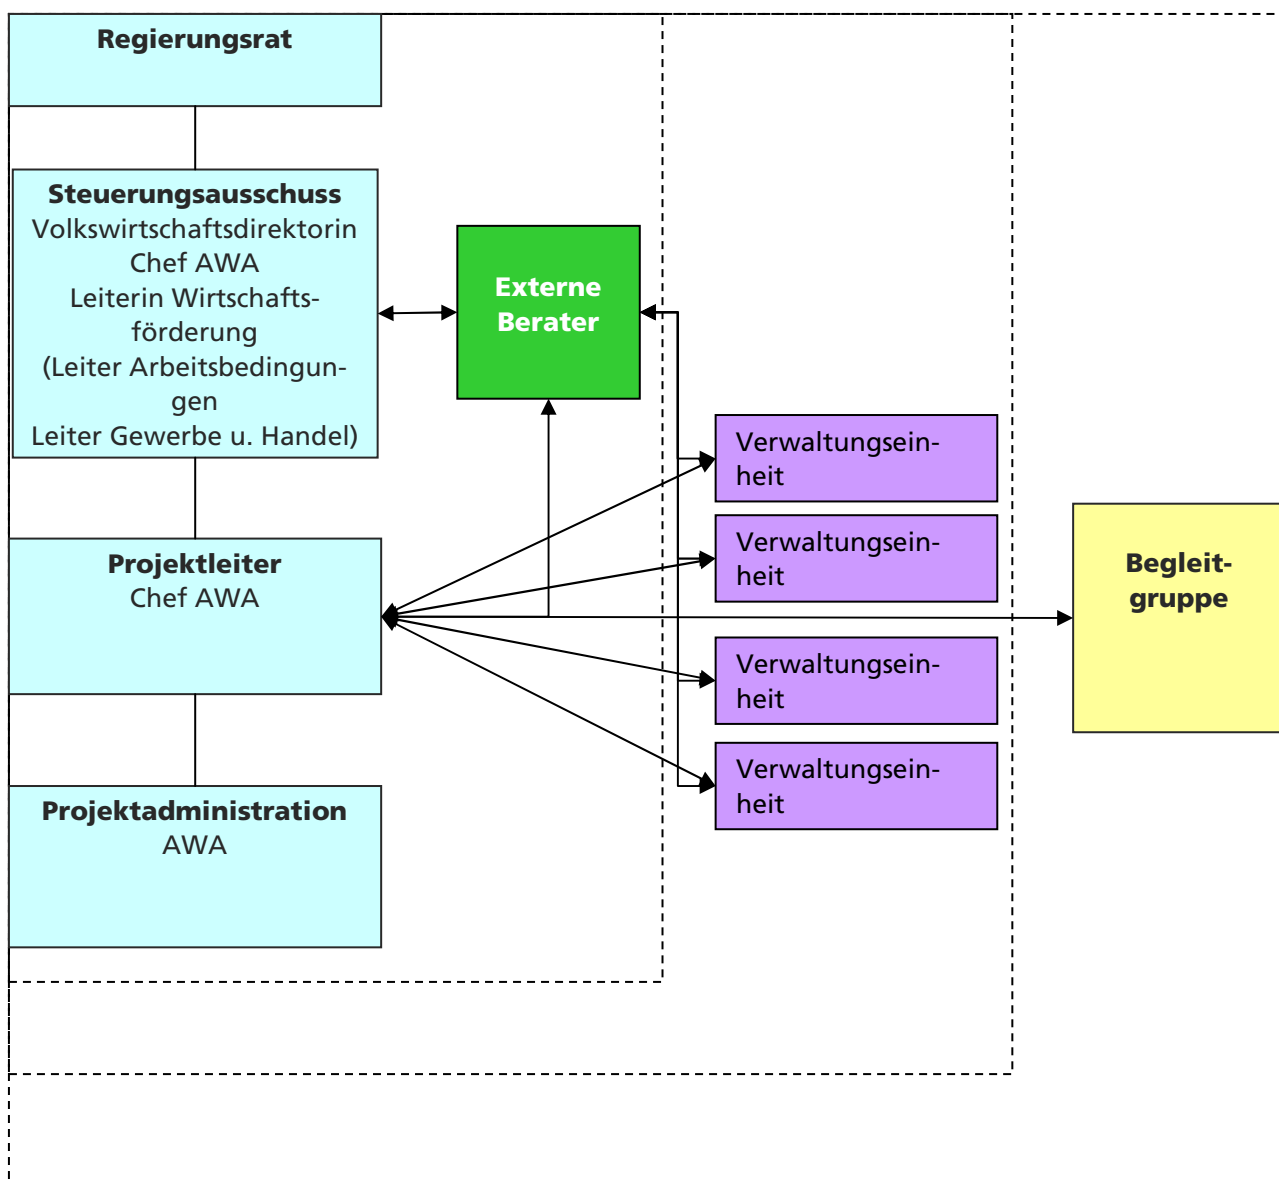 Regierungsrat
Steuerungsausschuss
Volkswirtschaftsdirektorin
Chef AWA
Leiterin Wirtschafts-
förderung
(Leiter Arbeitsbedingun-
gen
Leiter Gewerbe u. Handel)
Externe
Berater
Verwaltungsein-
heit
Verwaltungsein-
heit
Verwaltungsein-
heit
Verwaltungsein-
heit
Projektleiter
Chef AWA
Begleit-
gruppe
Projektadministration
AWA